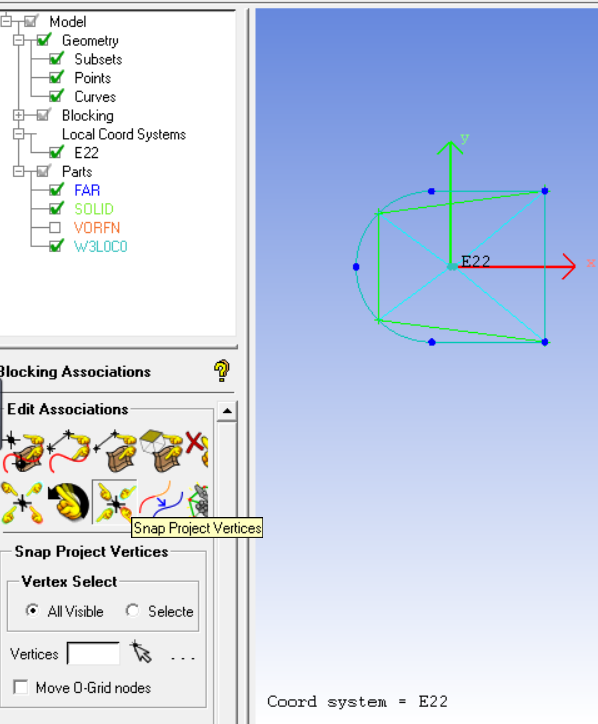 Model
Geometry
Subsets
Points
Curves
Blocking
Local Coord Systems
E22
Parts
FAR
SOLID
VORFN
W3L0C0
y
E22
x
Blocking Associations
Edit Associations
Snap Project Vertices
Snap Project Vertices
Vertex Select
All Visible Selecte
Vertices ...
Move O-Grid nodes
Coord system = E22